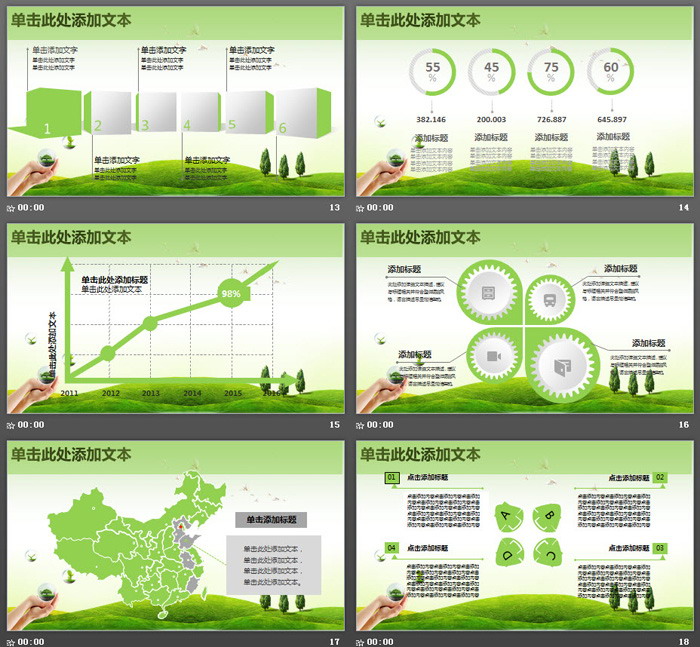 单击此处添加文本
单击添加文字
单击此处添加文字
单击此处添加文字
单击添加文字
单击此处添加文字
单击此处添加文字
单击添加文字
单击此处添加文字
单击此处添加文字
1
2
3
4
5
6
单击添加文字
单击此处添加文字
单击此处添加文字
单击添加文字
单击此处添加文字
单击此处添加文字
00:00
13
单击此处添加文本
55
%
45
%
75
%
60
%
382.146
200.003
726.887
645.897
添加标题
添加标题
添加标题
添加标题
00:00
14
单击此处添加文本
单击此处添加标题
单击此处添加文本
98%
单击此处添加文本
2011
2012
2013
2014
2015
2016
00:00
15
单击此处添加文本
添加标题
添加标题
添加标题
添加标题
00:00
16
单击此处添加文本
单击添加标题
单击此处添加文本，
单击此处添加文本，
单击此处添加文本，
单击此处添加文本。
00:00
17
单击此处添加文本
01
点击添加标题
点击添加标题
02
A
B
D
C
04
点击添加标题
点击添加标题
03
00:00
18